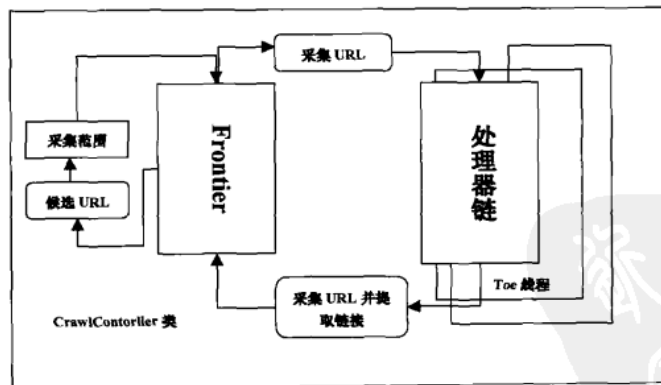 采集 URL
Frontier
处理器链
采集范围
候选 URL
Toe 线程
采集 URL 并提
取链接
CrawlContorller 类